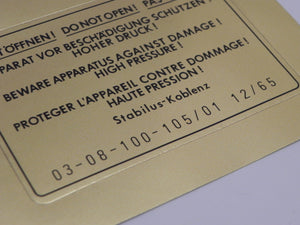 ÖFFNEN! DO NOT OPEN! PAS
PARAT VOR BESCHÄDIGUNG SCHÜTZEN!
HOHER DRUCK!
BEWARE APPARATUS AGAINST DAMAGE!
HIGH PRESSURE!
PROTEGER L'APPAREIL CONTRE DOMMAGE!
HAUTE PRESSION!
Stabilus-Koblenz
03-08-100-105/01 12/65